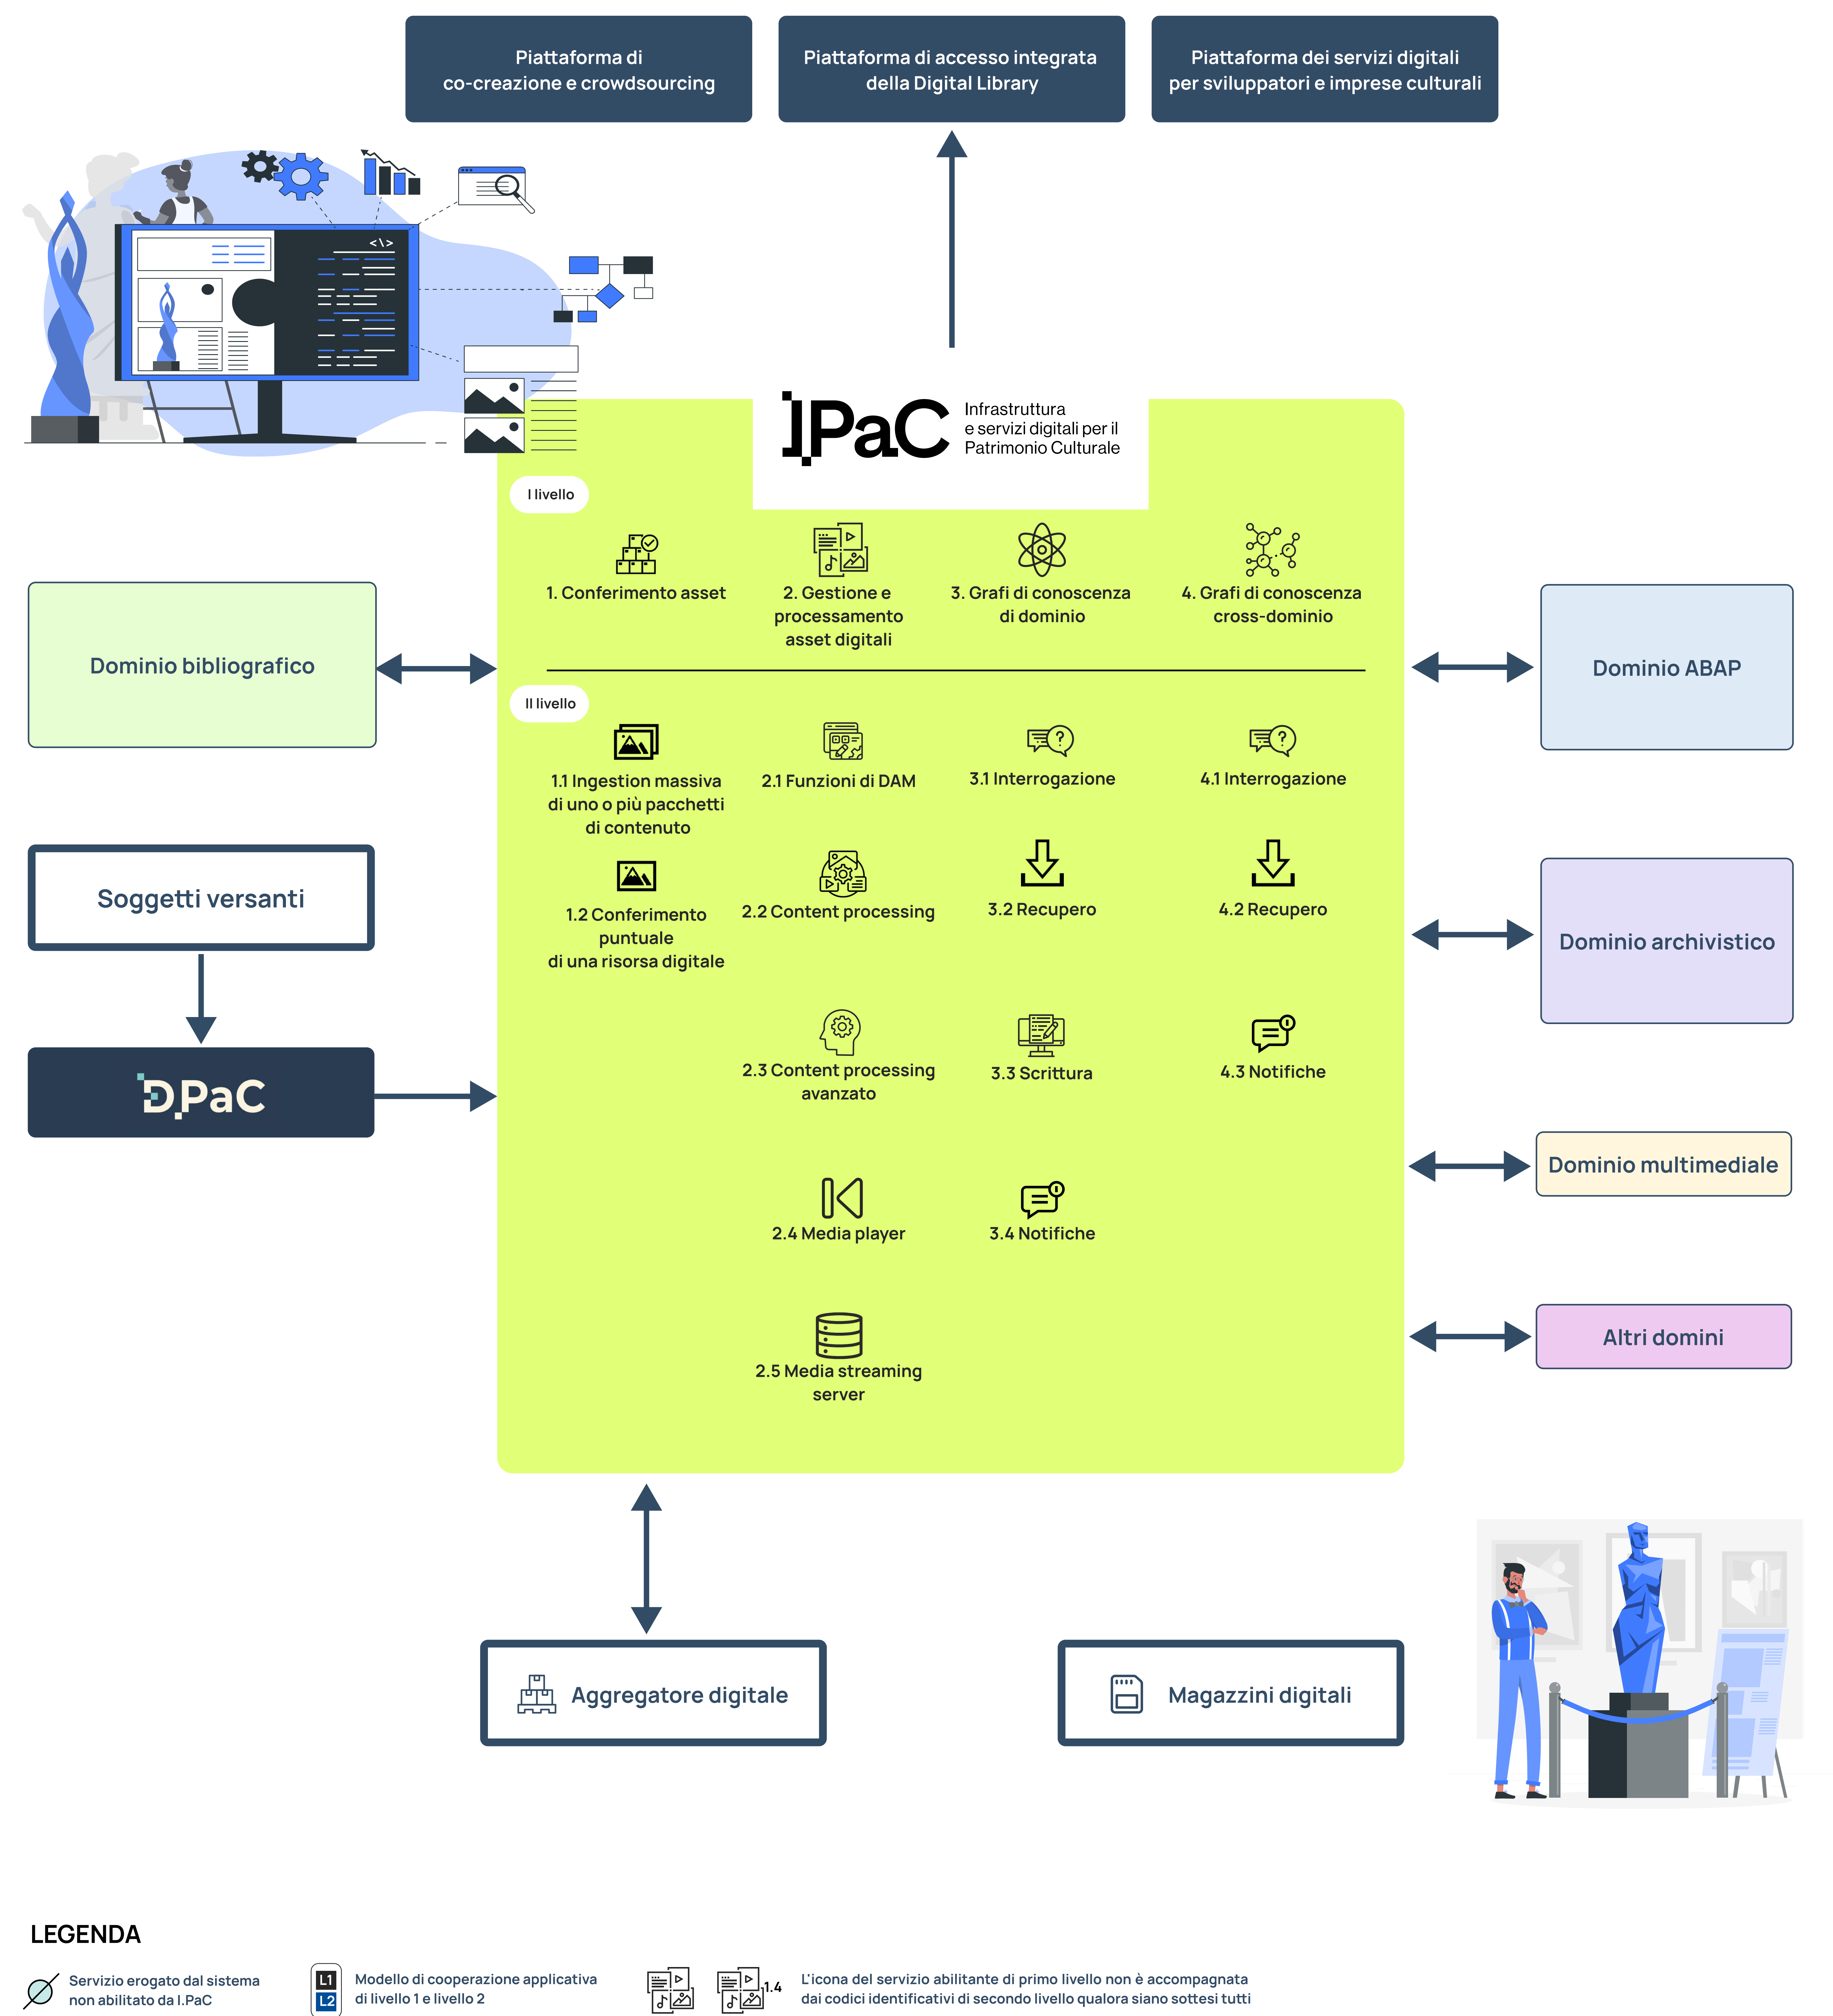 Piattaforma di
co-creazione e crowdsourcing
Piattaforma di accesso integrata
della Digital Library
Piattaforma dei servizi digitali
per sviluppatori e imprese culturali
</>
I.PaC
Infrastruttura
e servizi digitali per il
Patrimonio Culturale
I livello
1. Conferimento asset
2. Gestione e
processamento
asset digitali
3. Grafi di conoscenza
di dominio
4. Grafi di conoscenza
cross-dominio
Dominio bibliografico
Dominio ABAP
II livello
1.1 Ingestion massiva
di uno o più pacchetti
di contenuto
2.1 Funzioni di DAM
3.1 Interrogazione
4.1 Interrogazione
1.2 Conferimento
puntuale
di una risorsa digitale
2.2 Content processing
3.2 Recupero
4.2 Recupero
Soggetti versanti
Dominio archivistico
2.3 Content processing
avanzato
3.3 Scrittura
4.3 Notifiche
D.PaC
Dominio multimediale
2.4 Media player
3.4 Notifiche
Altri domini
2.5 Media streaming
server
Aggregatore digitale
Magazzini digitali
LEGENDA
Servizio erogato dal sistema
non abilitato da I.PaC
L1
L2
Modello di cooperazione applicativa
di livello 1 e livello 2
1.4
L'icona del servizio abilitante di primo livello non è accompagnata
dai codici identificativi di secondo livello qualora siano sottesi tutti